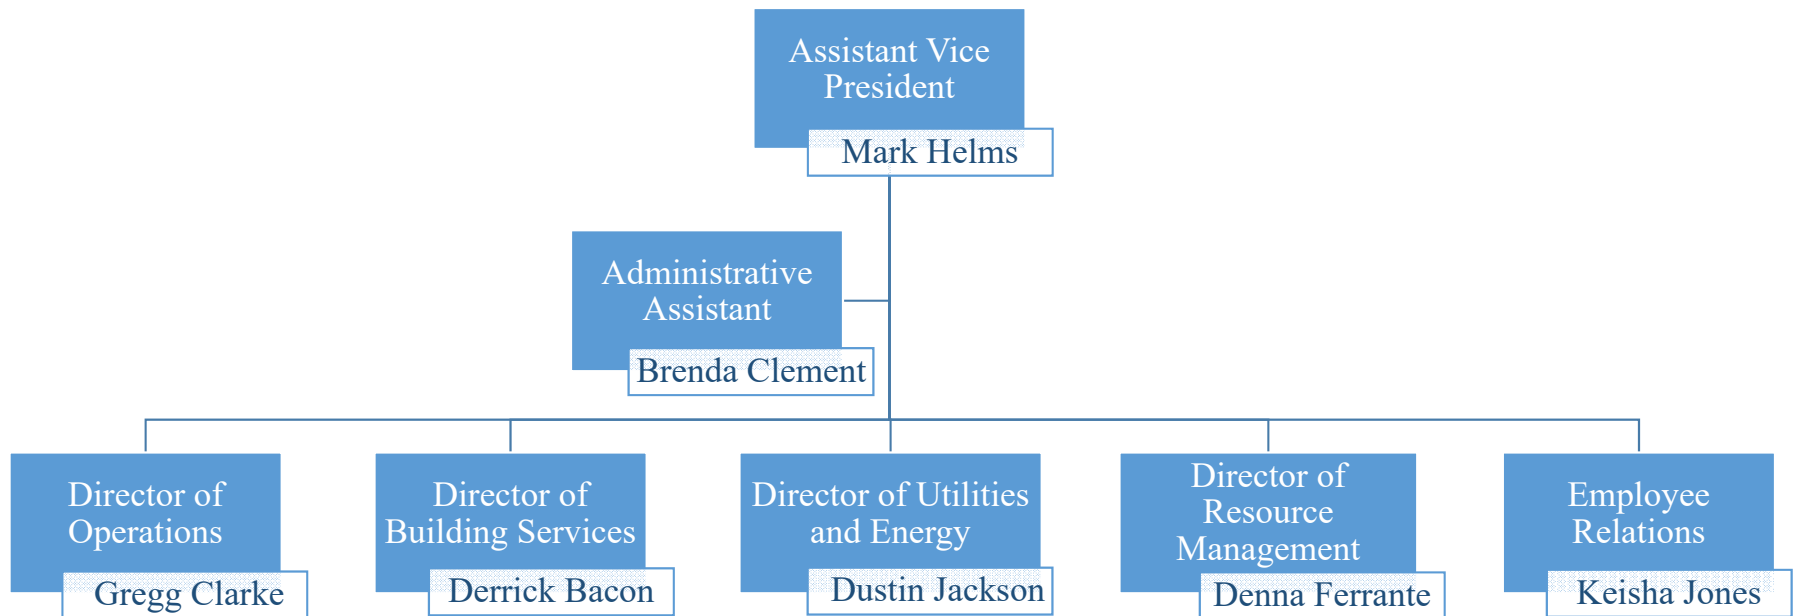 Assistant Vice
President
Mark Helms
Administrative
Assistant
Brenda Clement
Director of
Operations
Gregg Clarke
Director of
Building Services
Derrick Bacon
Director of Utilities
and Energy
Dustin Jackson
Director of
Resource
Management
Denna Ferrante
Employee
Relations
Keisha Jones